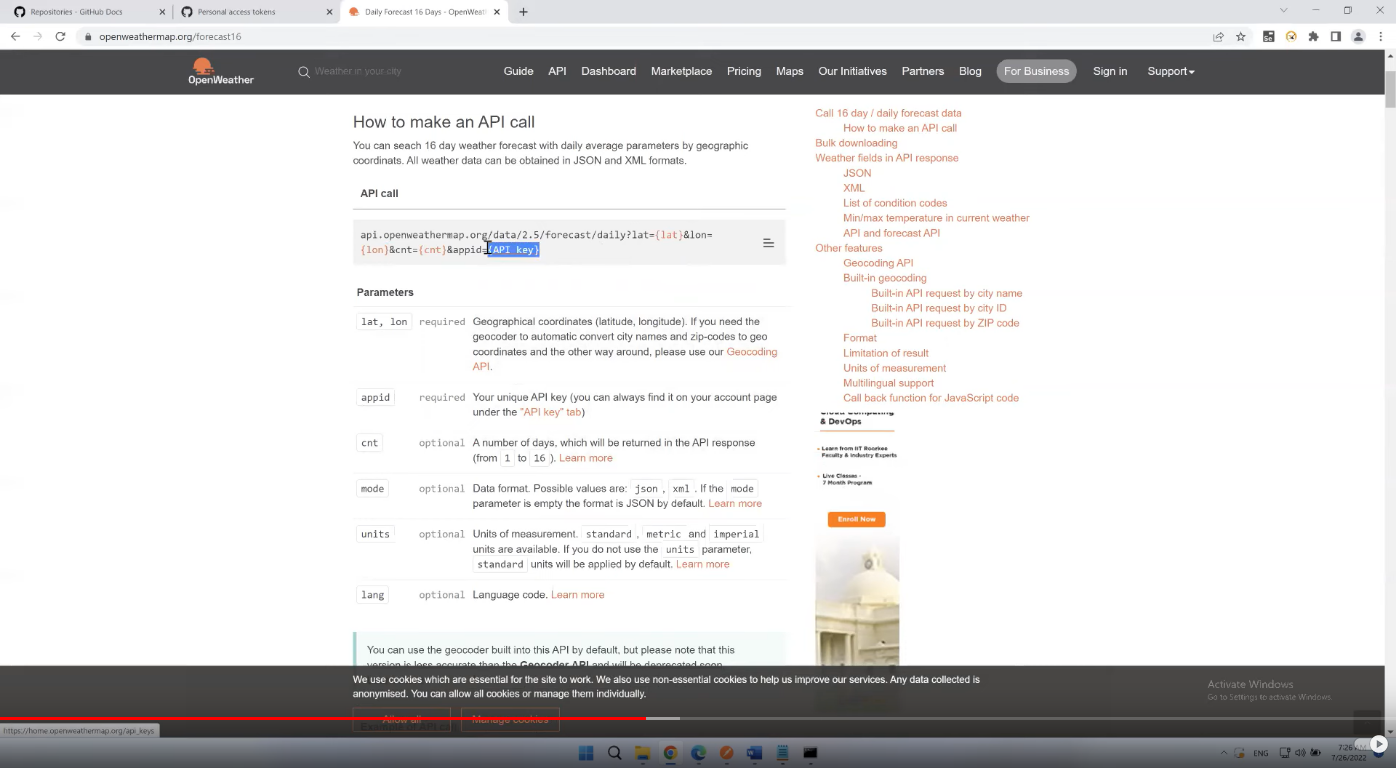 Repositories - GitHub Docs
Personal access tokens
Daily Forecast 16 Days - OpenWeath
openweathermap.org/forecast16
OpenWeather
Weather in your city
Guide
API
Dashboard
Marketplace
Pricing
Maps
Our Initiatives
Partners
Blog
For Business
Sign in
Support
How to make an API call
You can seach 16 day weather forecast with daily average parameters by geographic
coordinats. All weather data can be obtained in JSON and XML formats.
API call
api.openweathermap.org/data/2.5/forecast/daily?lat={lat}&lon=
{lon}&cnt={cnt}&appid={API key}
Parameters
lat, lon required Geographical coordinates (latitude, longitude). If you need the
geocoder to automatic convert city names and zip-codes to geo
coordinates and the other way around, please use our Geocoding
API.
appid required Your unique API key (you can always find it on your account page
under the "API key" tab)
cnt optional A number of days, which will be returned in the API response
(from 1 to 16). Learn more
mode optional Data format. Possible values are: json, xml. If the mode
parameter is empty the format is JSON by default. Learn more
units optional Units of measurement. standard, metric and imperial
units are available. If you do not use the units parameter,
standard units will be applied by default. Learn more
lang optional Language code. Learn more
You can use the geocoder built into this API by default, but please note that this
version is less accurate than the Geocoder API and will be deprecated soon
Call 16 day / daily forecast data
How to make an API call
Bulk downloading
Weather fields in API response
JSON
XML
List of condition codes
Min/max temperature in current weather
API and forecast API
Other features
Geocoding API
Built-in geocoding
Built-in API request by city name
Built-in API request by city ID
Built-in API request by ZIP code
Format
Limitation of result
Units of measurement
Multilingual support
Call back function for JavaScript code
Cloud Computing
& DevOps
Learn from IIT Roorkee
Faculty & Industry Experts
Live Classes -
7 Month Program
Enroll Now
We use cookies which are essential for the site to work. We also use non-essential cookies to help us improve our services. Any data collected is
anonymised. You can allow all cookies or manage them individually.
Allow all
Manage cookies
Activate Windows
Go to Settings to activate Windows.
https://home.openweathermap.org/api_keys
ENG
7:26 AM
7/26/2022